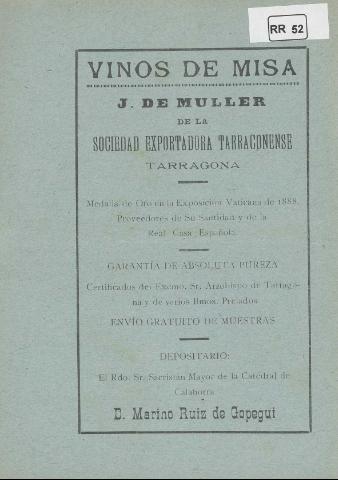 RR 52
VINOS DE MISA
J. DE MULLER
DE LA
SOCIEDAD EXPORTADORA TARRACONENSE
TARRAGONA
Medalla de Oro en la Exposición Vaticana de 1888.
Proveedores de Su Santidad y de la
Real Casa Española
GARANTÍA DE ABSOLUTA PUREZA
Certificados del Excmo. Sr. Arzobispo de Tarrago-
na y de varios Ilmos. Prelados
ENVÍO GRATUITO DE MUESTRAS
DEPOSITARIO:
El Rdo. Sr. Sacristán Mayor de la Catedral de
Calahorra
D. Marino Ruiz de Gopegui